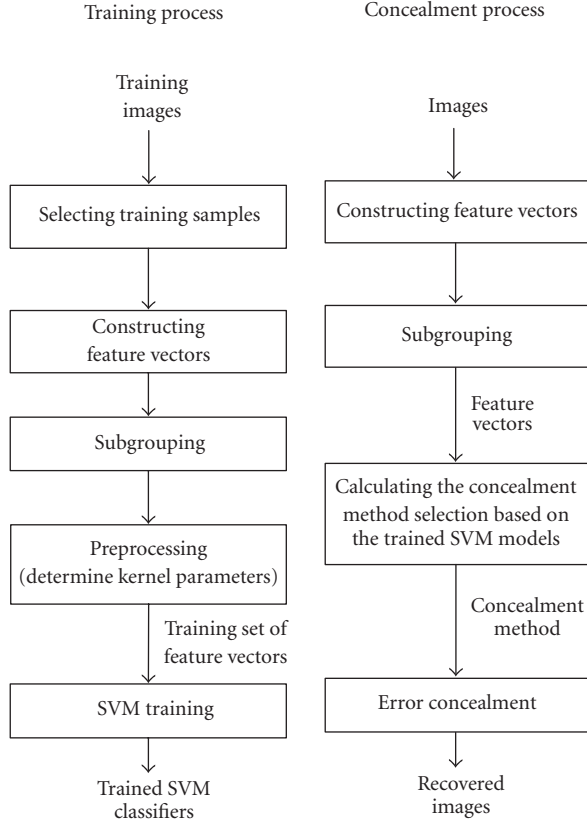 Training process
Training
images
Selecting training samples
Constructing
feature vectors
Subgrouping
Preprocessing
(determine kernel parameters)
Training set of
feature vectors
SVM training
Trained SVM
classifiers
Concealment process
Images
Constructing feature vectors
Subgrouping
Feature
vectors
Calculating the concealment
method selection based on
the trained SVM models
Concealment
method
Error concealment
Recovered
images